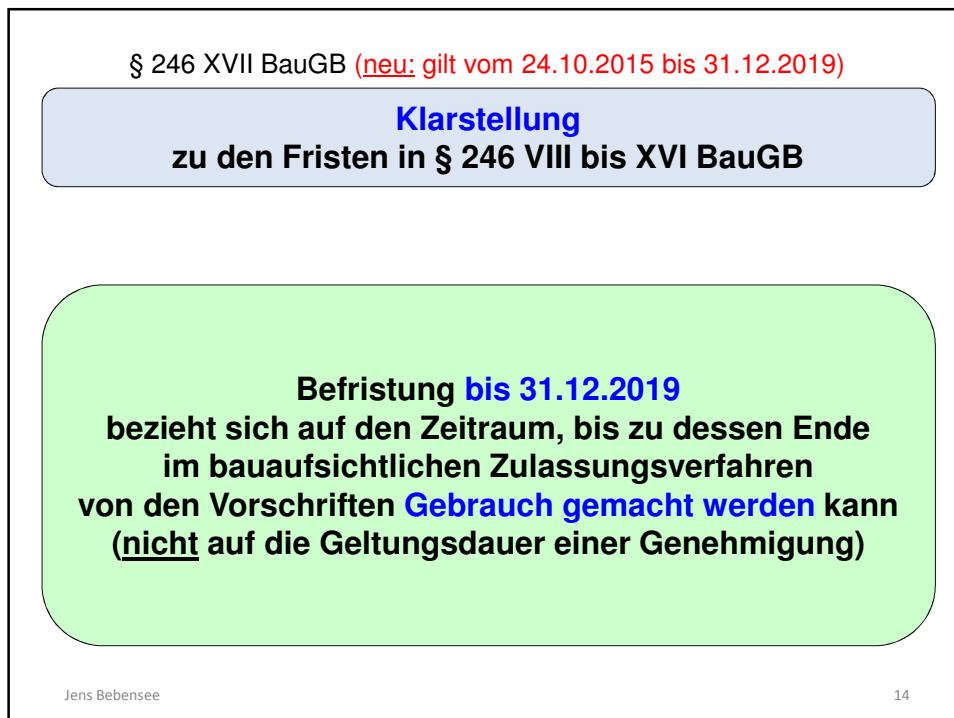 § 246 XVII BauGB (neu: gilt vom 24.10.2015 bis 31.12.2019)
Klarstellung
zu den Fristen in § 246 VIII bis XVI BauGB
Befristung bis 31.12.2019
bezieht sich auf den Zeitraum, bis zu dessen Ende
im bauaufsichtlichen Zulassungsverfahren
von den Vorschriften Gebrauch gemacht werden kann
(nicht auf die Geltungsdauer einer Genehmigung)
Jens Bebensee
14